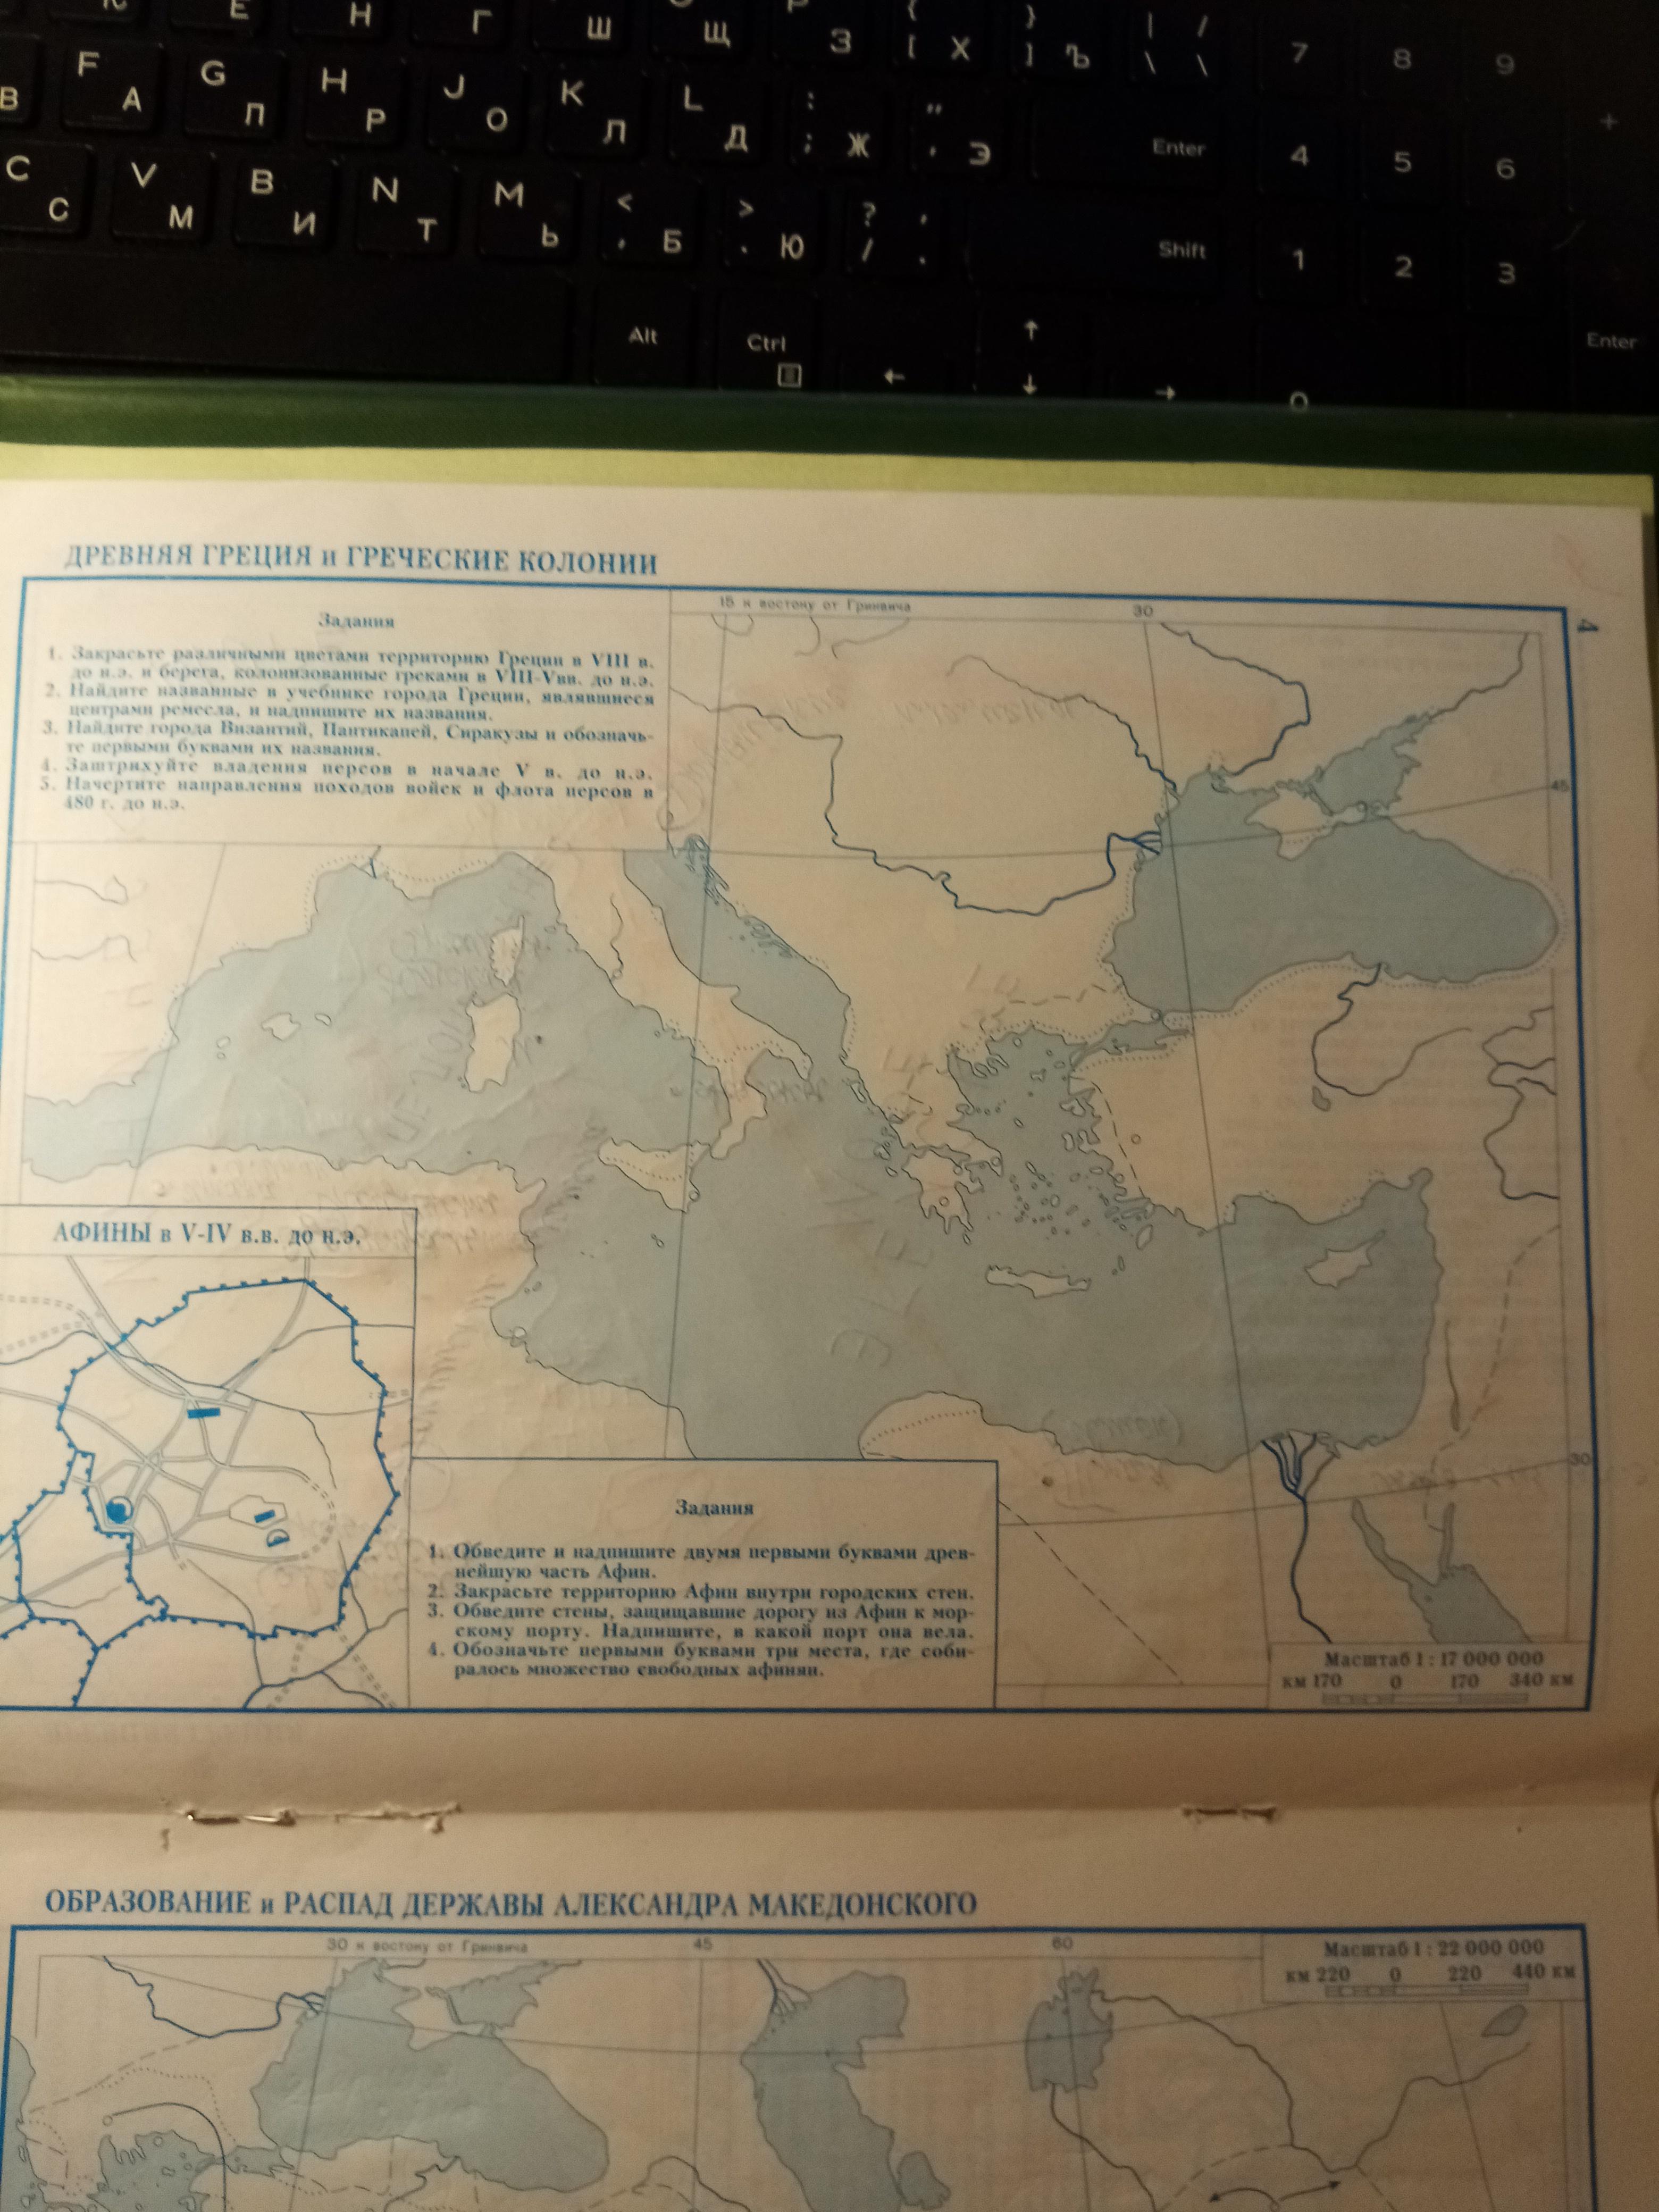 К Е Н Г Ш Щ Р З { [ Х } ] Ъ | \ / \ 7 8 9
В F А G П H Р J О K Л L Д : ; Ж " ' Э Enter 4 5 6 +
C С V М B И N Т M Ь < , Б > . Ю ? / , . Shift 1 2 3
Alt Ctrl ← ↑ ↓ → 0 Enter
ДРЕВНЯЯ ГРЕЦИЯ и ГРЕЧЕСКИЕ КОЛОНИИ
4
Задания
1. Закрасьте различными цветами территорию Греции в VIII в.
до н.э. и берега, колонизованные греками в VIII-Vвв. до н.э.
2. Найдите названные в учебнике города Греции, являвшиеся
центрами ремесла, и надпишите их названия.
3. Найдите города Византий, Пантикапей, Сиракузы и обозначь-
те первыми буквами их названия.
4. Заштрихуйте владения персов в начале V в. до н.э.
5. Начертите направления походов войск и флота персов в
480 г. до н.э.
15 к востоку от Гринвича
30
45
30
АФИНЫ в V-IV в.в. до н.э.
Задания
1. Обведите и надпишите двумя первыми буквами древ-
нейшую часть Афин.
2. Закрасьте территорию Афин внутри городских стен.
3. Обведите стены, защищавшие дорогу из Афин к мор-
скому порту. Надпишите, в какой порт она вела.
4. Обозначьте первыми буквами три места, где соби-
ралось множество свободных афинян.
Масштаб 1 : 17 000 000
км 170 0 170 340 км
ОБРАЗОВАНИЕ и РАСПАД ДЕРЖАВЫ АЛЕКСАНДРА МАКЕДОНСКОГО
30 к востоку от Гринвича
45
60
Масштаб 1 : 22 000 000
км 220 0 220 440 км